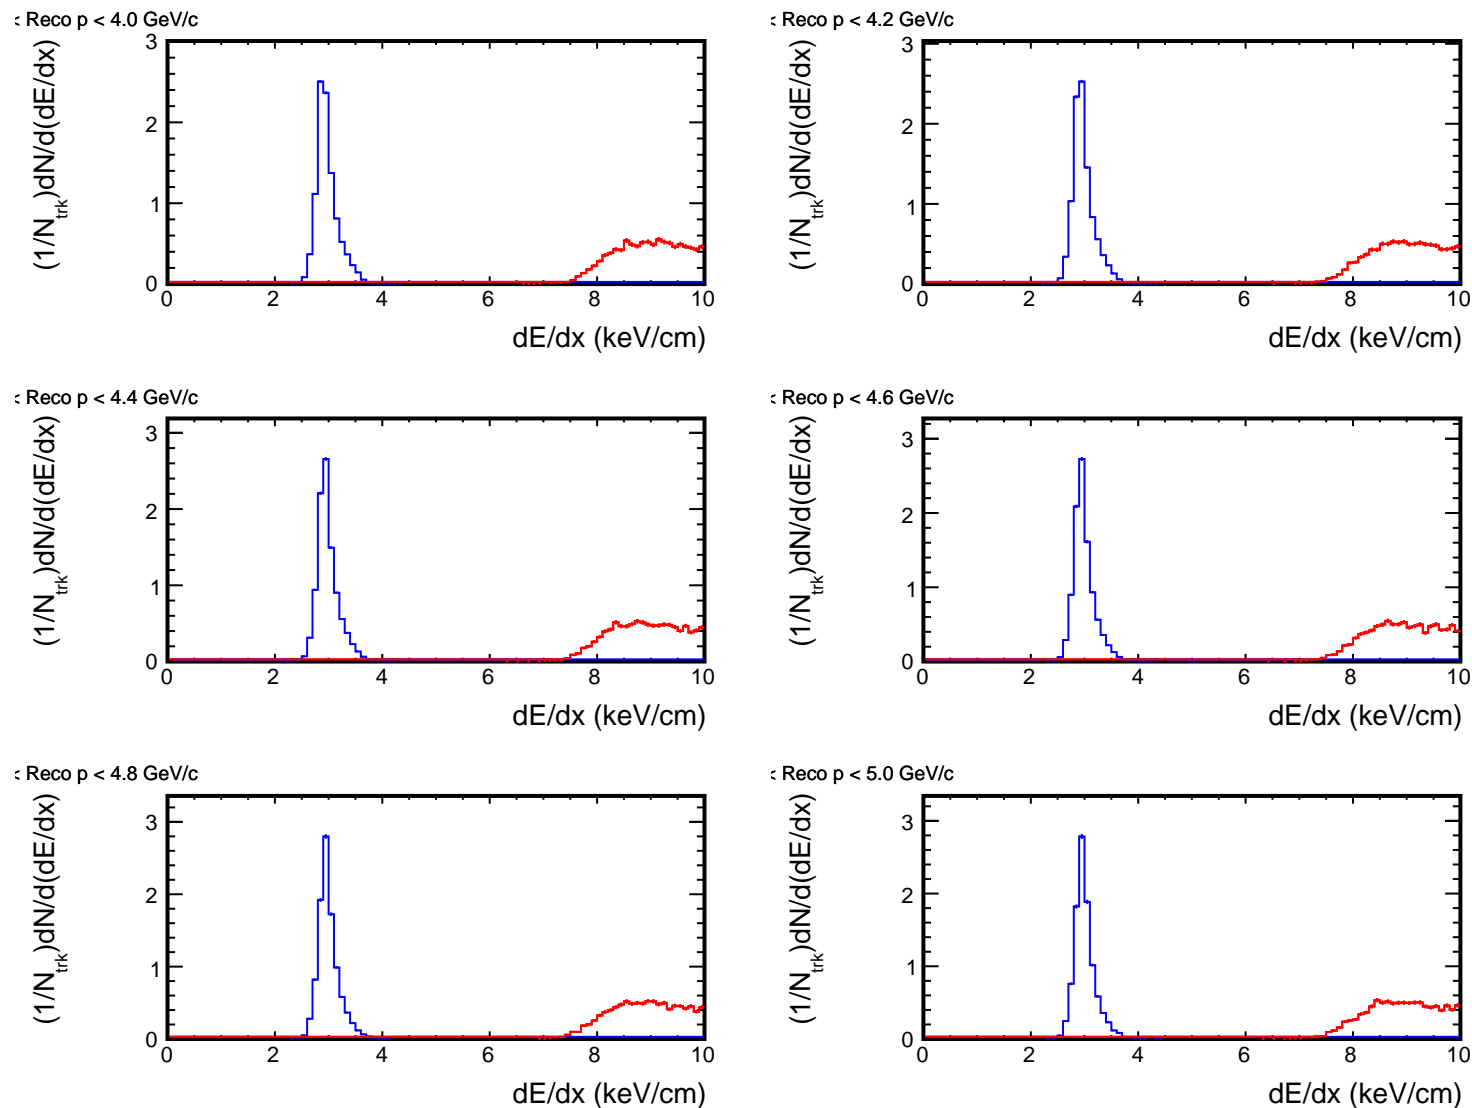 < Reco p < 4.0 GeV/c
(1/N_trk)dN/d(dE/dx)
3
2
1
0
0 2 4 6 8 10
dE/dx (keV/cm)
< Reco p < 4.2 GeV/c
(1/N_trk)dN/d(dE/dx)
3
2
1
0
0 2 4 6 8 10
dE/dx (keV/cm)
< Reco p < 4.4 GeV/c
(1/N_trk)dN/d(dE/dx)
3
2
1
0
0 2 4 6 8 10
dE/dx (keV/cm)
< Reco p < 4.6 GeV/c
(1/N_trk)dN/d(dE/dx)
3
2
1
0
0 2 4 6 8 10
dE/dx (keV/cm)
< Reco p < 4.8 GeV/c
(1/N_trk)dN/d(dE/dx)
3
2
1
0
0 2 4 6 8 10
dE/dx (keV/cm)
< Reco p < 5.0 GeV/c
(1/N_trk)dN/d(dE/dx)
3
2
1
0
0 2 4 6 8 10
dE/dx (keV/cm)